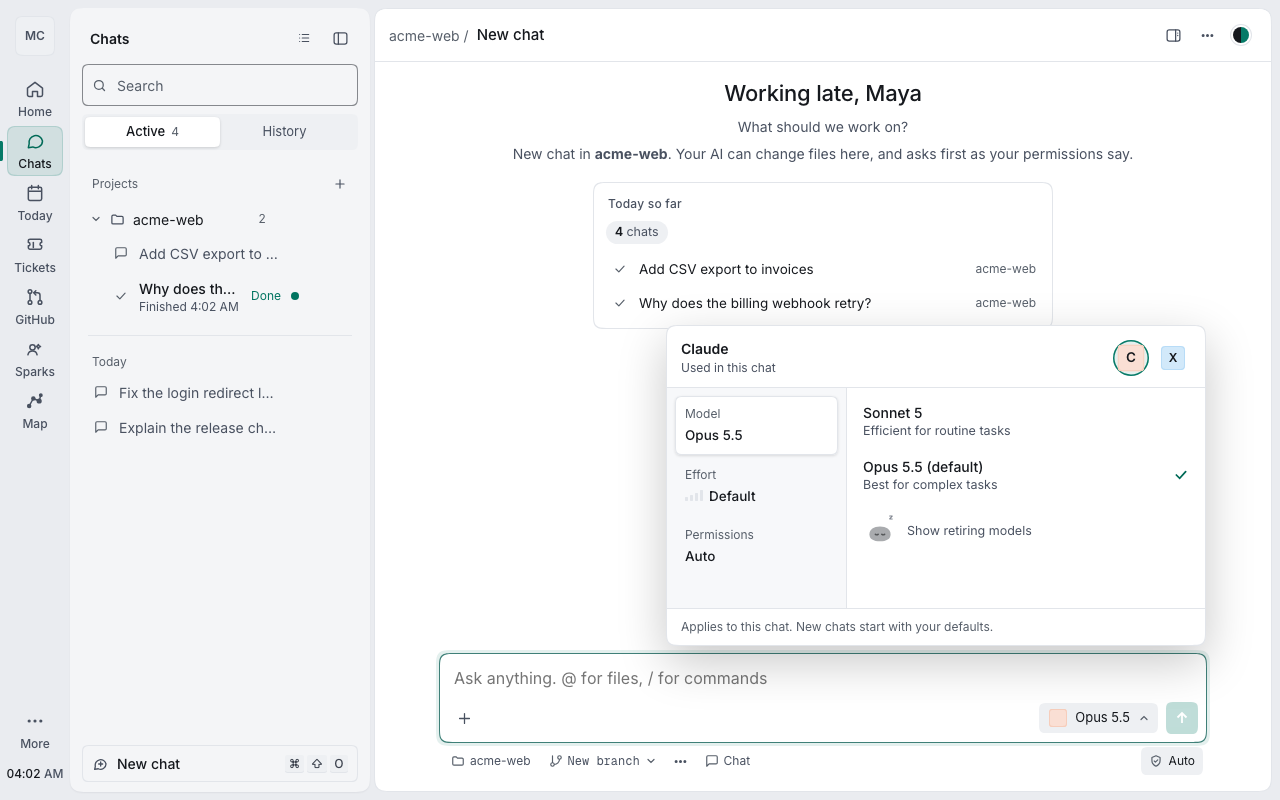 MC
Home
Chats
Today
Tickets
GitHub
Sparks
Map
More
04:02 AM
Chats
Search
Active 4
History
Projects
acme-web 2
Add CSV export to ...
Why does th...
Finished 4:02 AM
Done
Today
Fix the login redirect l...
Explain the release ch...
New chat ⌘ ⇧ O
acme-web / New chat
Working late, Maya
What should we work on?
New chat in acme-web. Your AI can change files here, and asks first as your permissions say.
Today so far
4 chats
Add CSV export to invoices acme-web
Why does the billing webhook retry? acme-web
Claude
Used in this chat
C
X
Model
Opus 5.5
Effort
Default
Permissions
Auto
Sonnet 5
Efficient for routine tasks
Opus 5.5 (default)
Best for complex tasks
z
Show retiring models
Applies to this chat. New chats start with your defaults.
Ask anything. @ for files, / for commands
Opus 5.5
acme-web
New branch
Chat
Auto